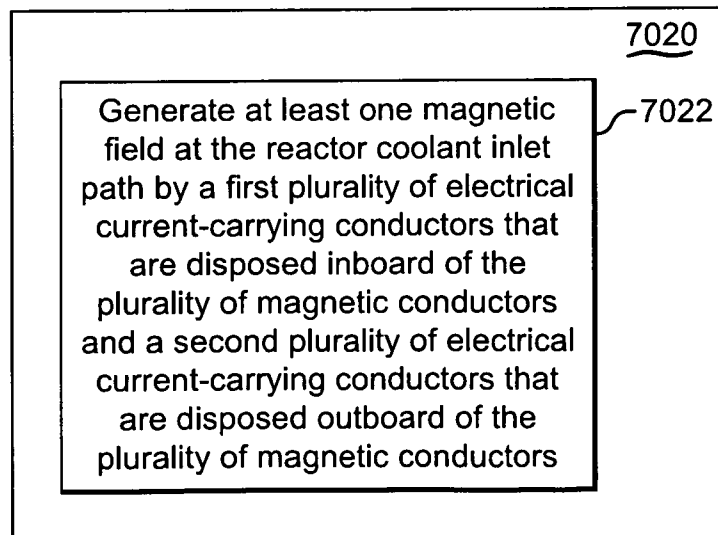 7020
7022
Generate at least one magnetic
field at the reactor coolant inlet
path by a first plurality of electrical
current-carrying conductors that
are disposed inboard of the
plurality of magnetic conductors
and a second plurality of electrical
current-carrying conductors that
are disposed outboard of the
plurality of magnetic conductors